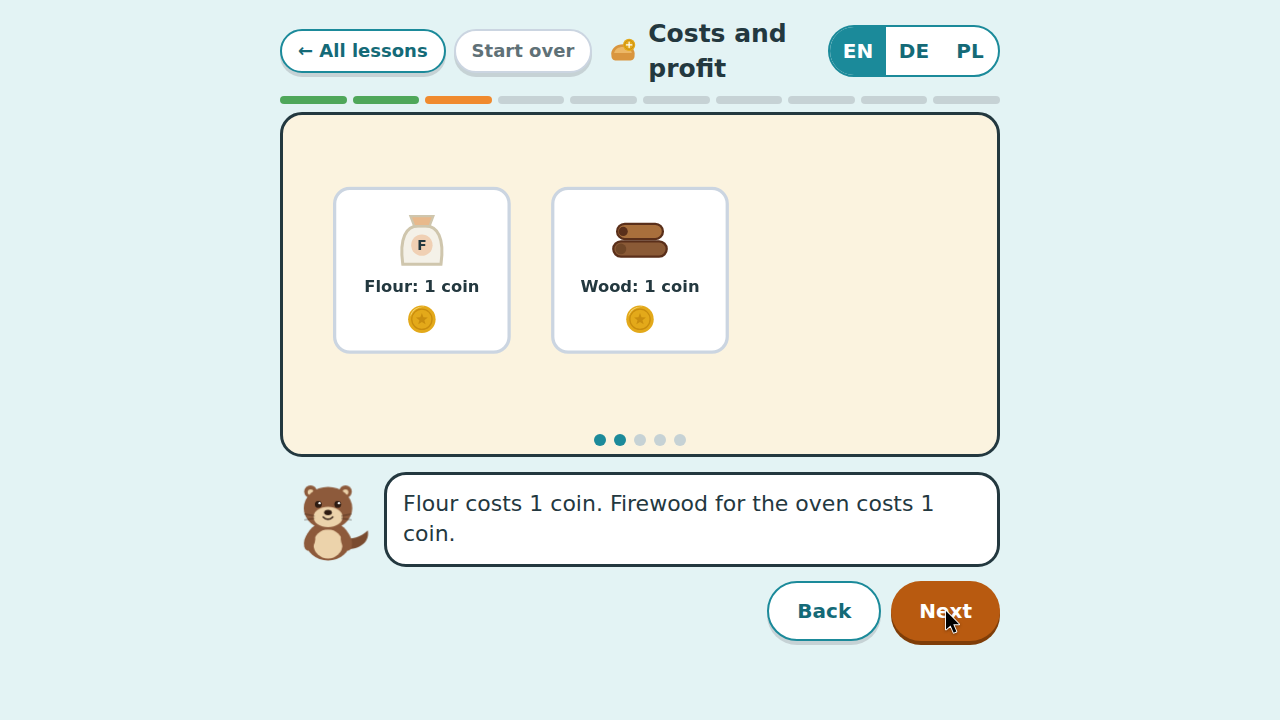 ← All lessons
Start over
Costs and
profit
EN
DE
PL
F
Flour: 1 coin
Wood: 1 coin
Flour costs 1 coin. Firewood for the oven costs 1
coin.
Back
Next